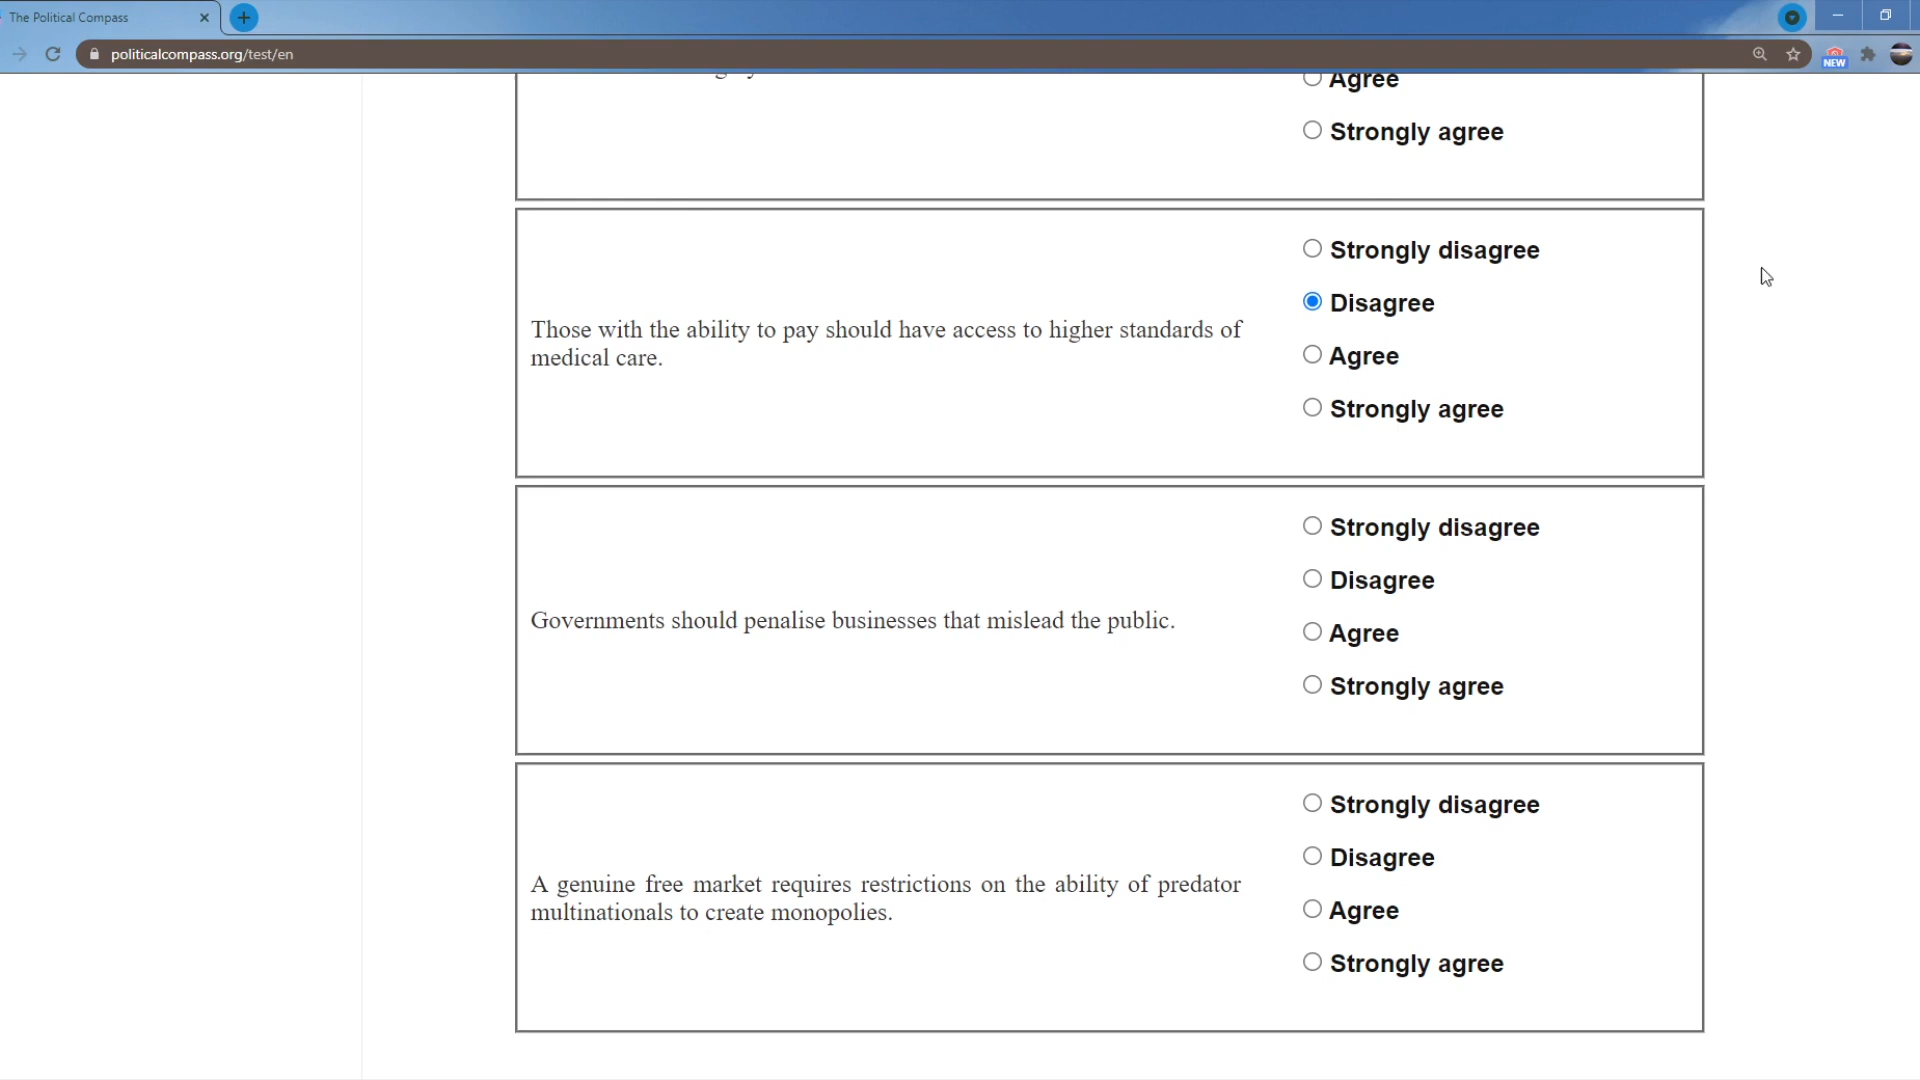 The Political Compass
politicalcompass.org/test/en
NEW
Agree
Strongly agree
Those with the ability to pay should have access to higher standards of
medical care.
Strongly disagree
Disagree
Agree
Strongly agree
Governments should penalise businesses that mislead the public.
Strongly disagree
Disagree
Agree
Strongly agree
A genuine free market requires restrictions on the ability of predator
multinationals to create monopolies.
Strongly disagree
Disagree
Agree
Strongly agree